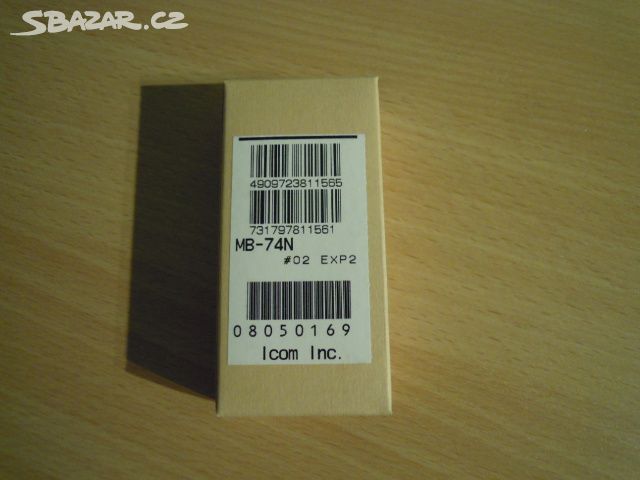 SBAZAR.CZ
4909723811565
731797811561
MB-74N
#02 EXP2
08050169
Icom Inc.